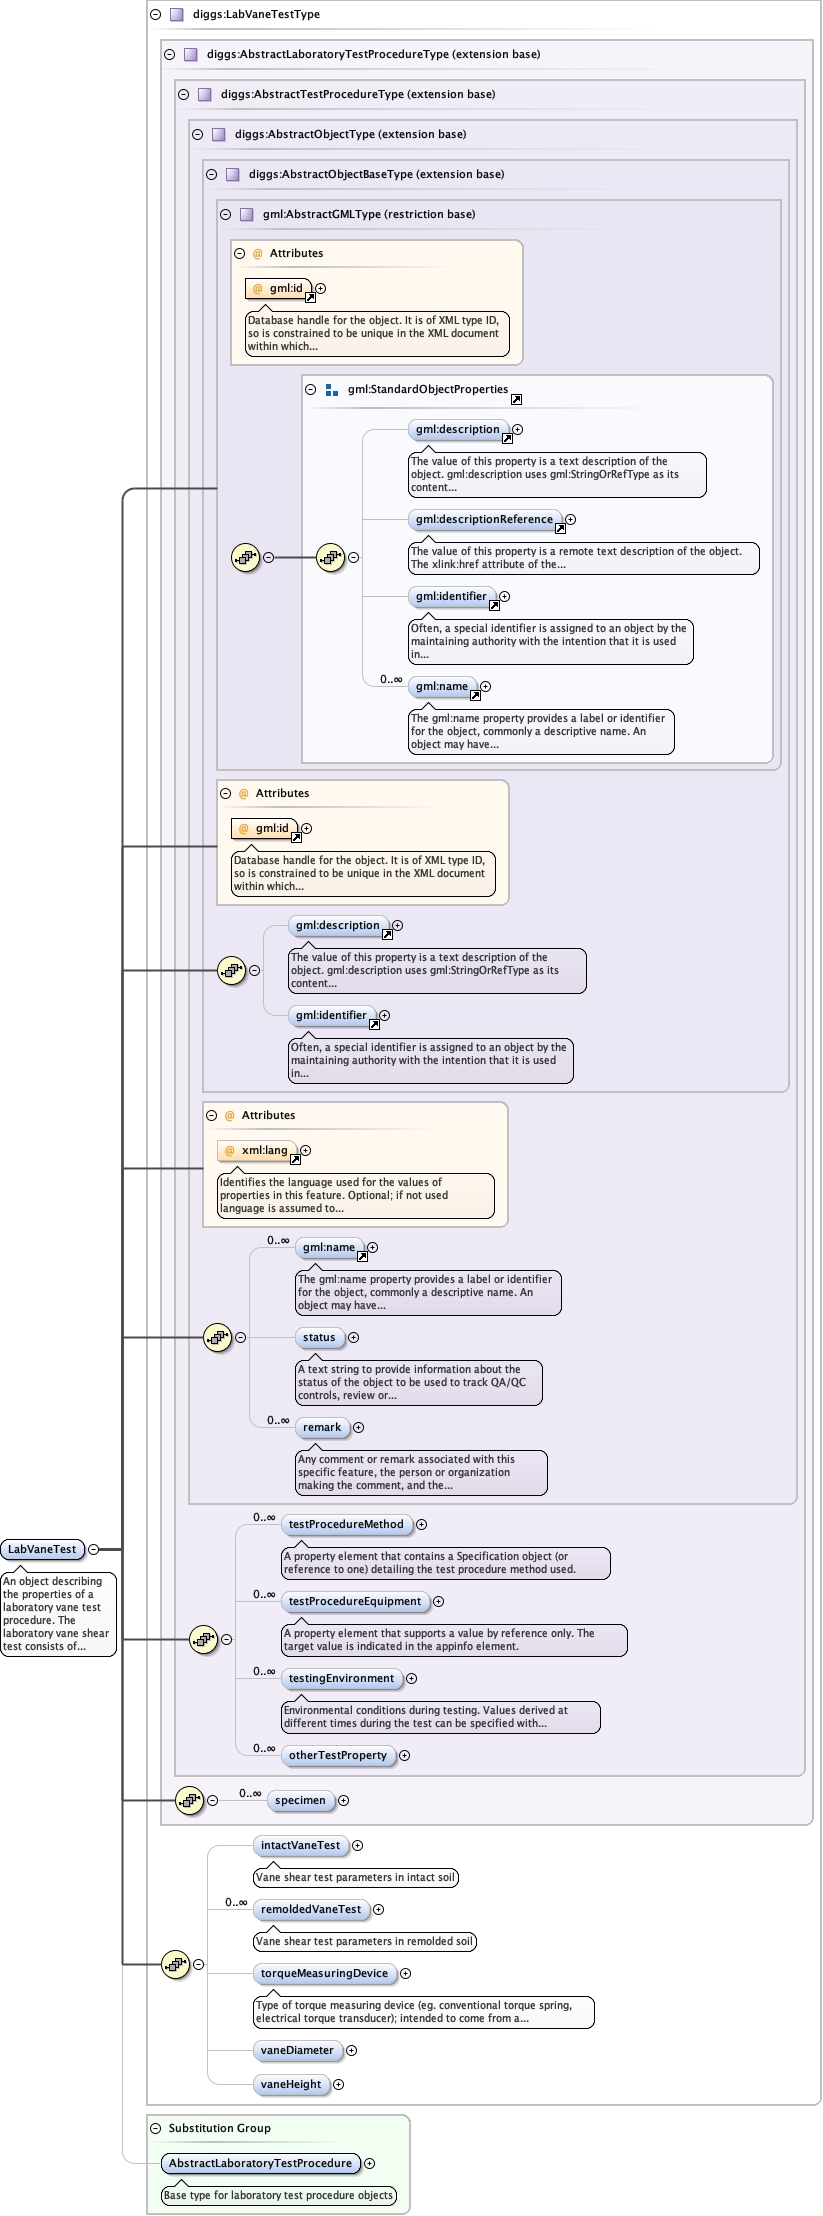 diggs:LabVaneTestType
diggs:AbstractLaboratoryTestProcedureType (extension base)
diggs:AbstractTestProcedureType (extension base)
diggs:AbstractObjectType (extension base)
diggs:AbstractObjectBaseType (extension base)
gml:AbstractGMLType (restriction base)
@ Attributes
@ gml:id
Database handle for the object. It is of XML type ID,
so is constrained to be unique in the XML document
within which...
gml:StandardObjectProperties
gml:description
The value of this property is a text description of the
object. gml:description uses gml:StringOrRefType as its
content...
gml:descriptionReference
The value of this property is a remote text description of the object.
The xlink:href attribute of the...
gml:identifier
Often, a special identifier is assigned to an object by the
maintaining authority with the intention that it is used
in...
0..∞ gml:name
The gml:name property provides a label or identifier
for the object, commonly a descriptive name. An
object may have...
@ Attributes
@ gml:id
Database handle for the object. It is of XML type ID,
so is constrained to be unique in the XML document
within which...
gml:description
The value of this property is a text description of the
object. gml:description uses gml:StringOrRefType as its
content...
gml:identifier
Often, a special identifier is assigned to an object by the
maintaining authority with the intention that it is used
in...
@ Attributes
@ xml:lang
Identifies the language used for the values of
properties in this feature. Optional; if not used
language is assumed to...
0..∞ gml:name
The gml:name property provides a label or identifier
for the object, commonly a descriptive name. An
object may have...
status
A text string to provide information about the
status of the object to be used to track QA/QC
controls, review or...
0..∞ remark
Any comment or remark associated with this
specific feature, the person or organization
making the comment, and the...
0..∞ testProcedureMethod
A property element that contains a Specification object (or
reference to one) detailing the test procedure method used.
0..∞ testProcedureEquipment
A property element that supports a value by reference only. The
target value is indicated in the appinfo element.
0..∞ testingEnvironment
Environmental conditions during testing. Values derived at
different times during the test can be specified with...
0..∞ otherTestProperty
LabVaneTest
An object describing
the properties of a
laboratory vane test
procedure. The
laboratory vane shear
test consists of...
0..∞ specimen
intactVaneTest
Vane shear test parameters in intact soil
0..∞ remoldedVaneTest
Vane shear test parameters in remolded soil
torqueMeasuringDevice
Type of torque measuring device (eg. conventional torque spring,
electrical torque transducer); intended to come from a...
vaneDiameter
vaneHeight
Substitution Group
AbstractLaboratoryTestProcedure
Base type for laboratory test procedure objects